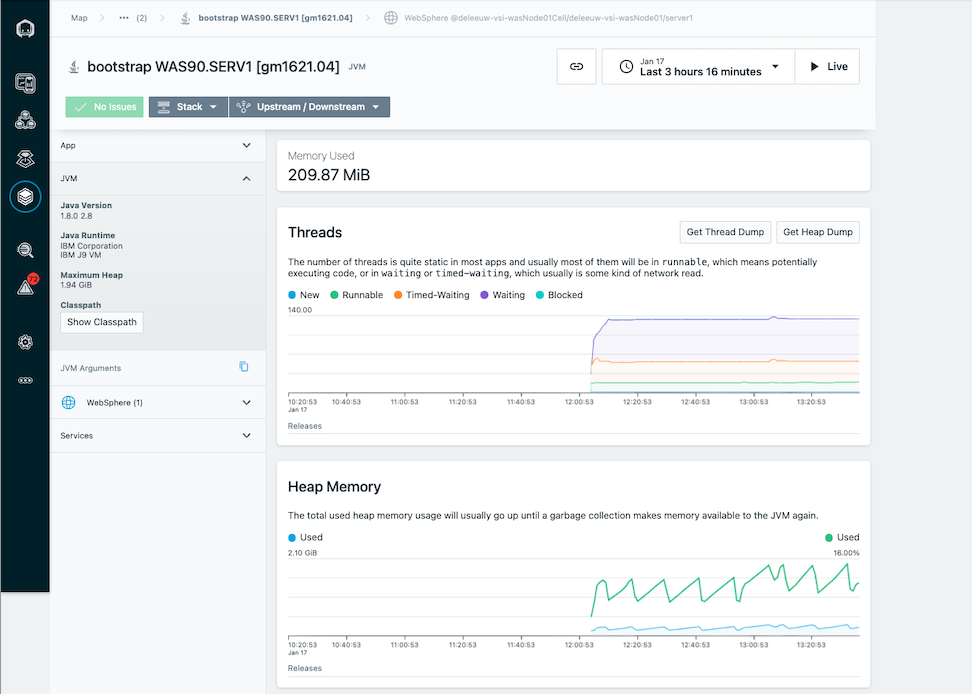 Map ... (2) bootstrap WAS90.SERV1 [gm1621.04] WebSphere @deleeuw-vsi-wasNode01Cell/deleeuw-vsi-wasNode01/server1
bootstrap WAS90.SERV1 [gm1621.04] JVM
Jan 17
Last 3 hours 16 minutes
Live
No Issues Stack Upstream / Downstream
72
App
JVM
Java Version
1.8.0 2.8
Java Runtime
IBM Corporation
IBM J9 VM
Maximum Heap
1.94 GiB
Classpath
Show Classpath
JVM Arguments
WebSphere (1)
Services
Memory Used
209.87 MiB
Threads
Get Thread Dump Get Heap Dump
The number of threads is quite static in most apps and usually most of them will be in runnable, which means potentially
executing code, or in waiting or timed-waiting, which usually is some kind of network read.
New Runnable Timed-Waiting Waiting Blocked
140.00
10:20:53 10:40:53 11:00:53 11:20:53 11:40:53 12:00:53 12:20:53 12:40:53 13:00:53 13:20:53
Jan 17
Releases
Heap Memory
The total used heap memory usage will usually go up until a garbage collection makes memory available to the JVM again.
Used Used
2.10 GiB 16.00%
10:20:53 10:40:53 11:00:53 11:20:53 11:40:53 12:00:53 12:20:53 12:40:53 13:00:53 13:20:53
Jan 17
Releases